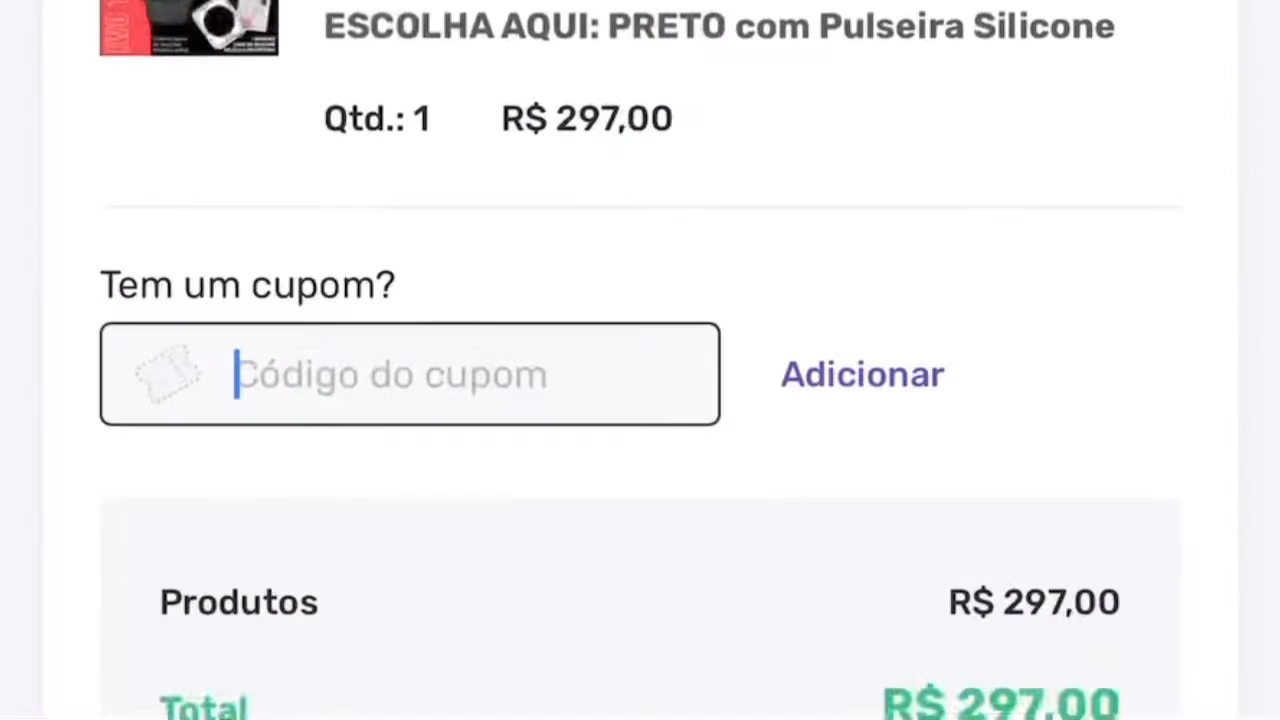 ESCOLHA AQUI: PRETO com Pulseira Silicone
Qtd.: 1 R$ 297,00
Tem um cupom?
Código do cupom
Adicionar
Produtos R$ 297,00
Total R$ 297,00